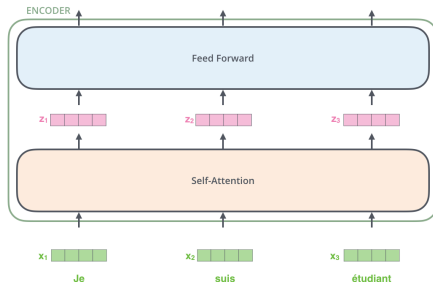 ENCODER
Feed Forward
z₁ z₂ z₃
Self-Attention
x₁ x₂ x₃
Je suis étudiant